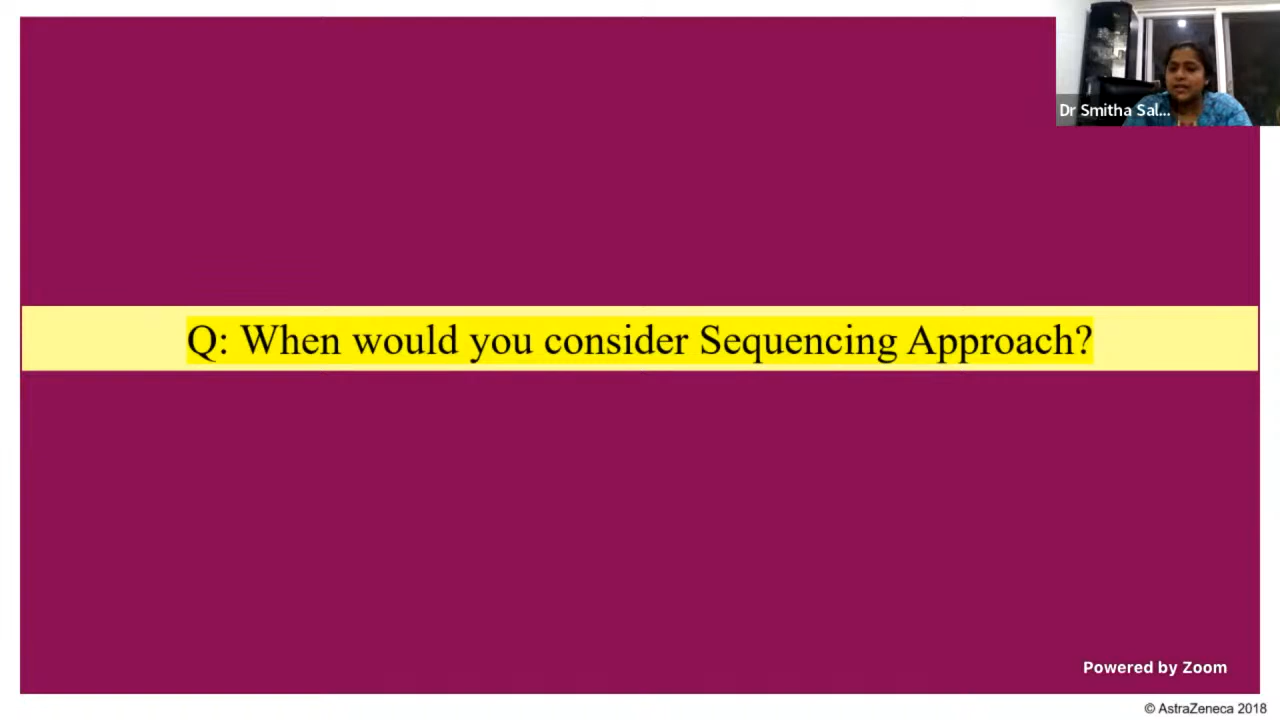 Dr Smitha Sal...
Q: When would you consider Sequencing Approach?
Powered by Zoom
© AstraZeneca 2018